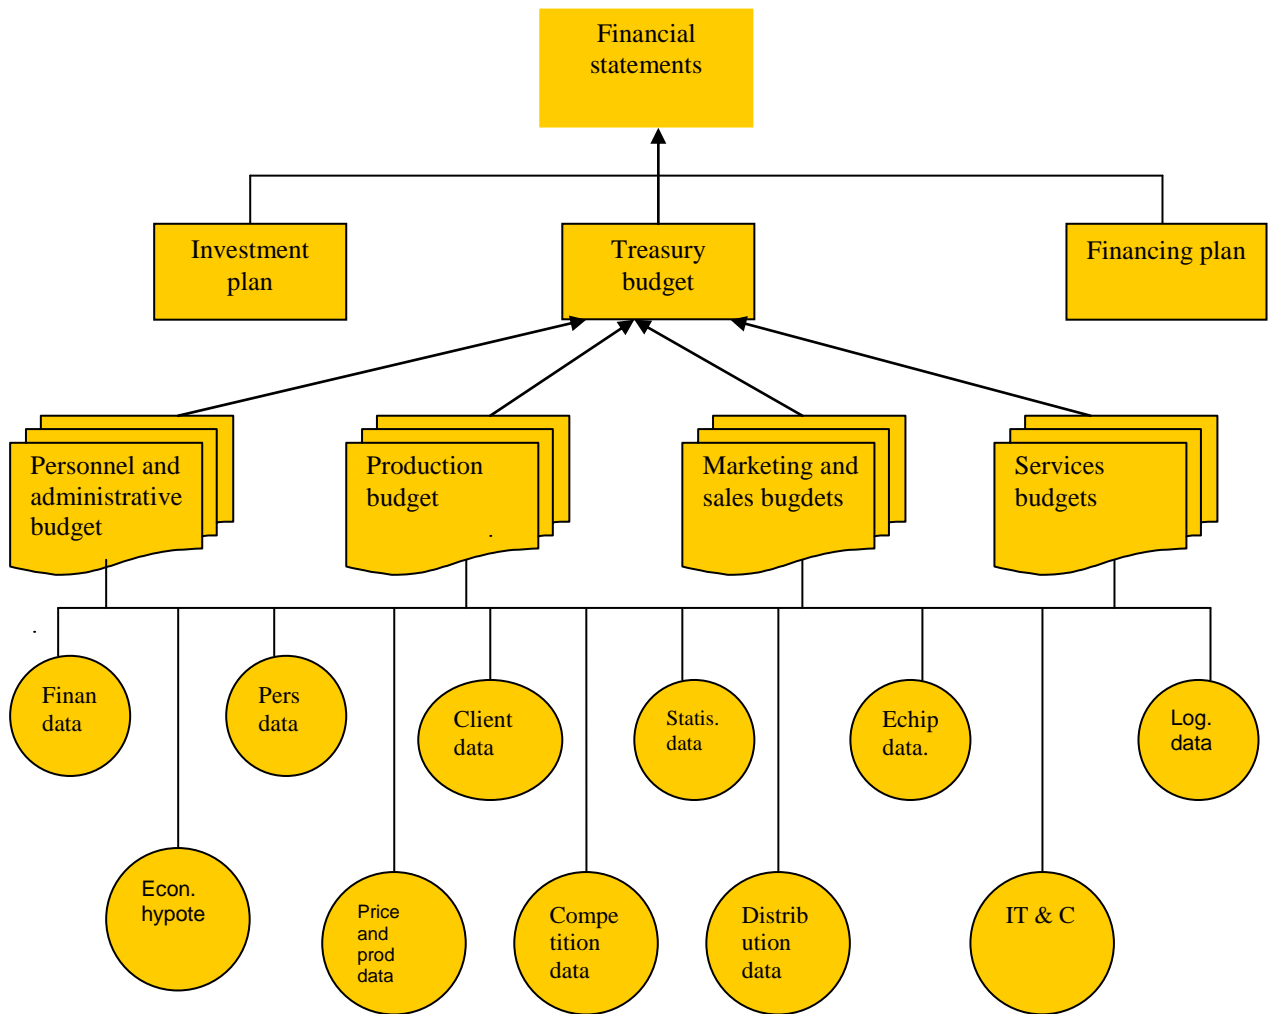 Financial
statements
Investment
plan
Treasury
budget
Financing plan
Personnel and
administrative
budget
Production
budget
Marketing and
sales bugdets
Services
budgets
Finan
data
Pers
data
Client
data
Statis.
data
Echip
data.
Log.
data
Econ.
hypote
Price
and
prod
data
Compe
tition
data
Distrib
ution
data
IT & C